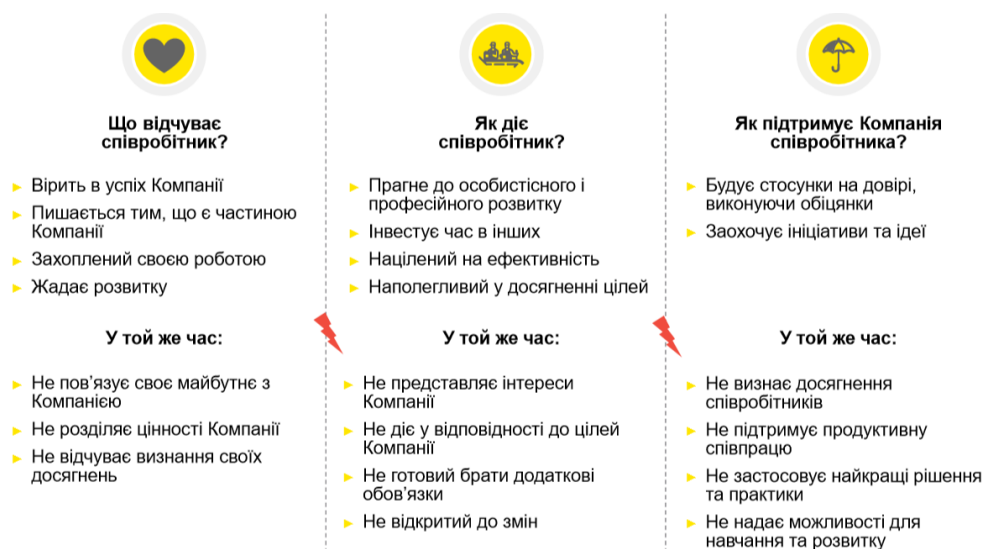 Що відчуває
співробітник?
Вірить в успіх Компанії
Пишається тим, що є частиною
Компанії
Захоплений своєю роботою
Жадає розвитку
У той же час:
Не пов’язує своє майбутнє з
Компанією
Не розділяє цінності Компанії
Не відчуває визнання своїх
досягнень
Як діє
співробітник?
Прагне до особистісного і
професійного розвитку
Інвестує час в інших
Націлений на ефективність
Наполегливий у досягненні цілей
У той же час:
Не представляє інтереси
Компанії
Не діє у відповідності до цілей
Компанії
Не готовий брати додаткові
обов’язки
Не відкритий до змін
Як підтримує Компанія
співробітника?
Будує стосунки на довірі,
виконуючи обіцянки
Заохочує ініціативи та ідеї
У той же час:
Не визнає досягнення
співробітників
Не підтримує продуктивну
співпрацю
Не застосовує найкращі рішення
та практики
Не надає можливості для
навчання та розвитку